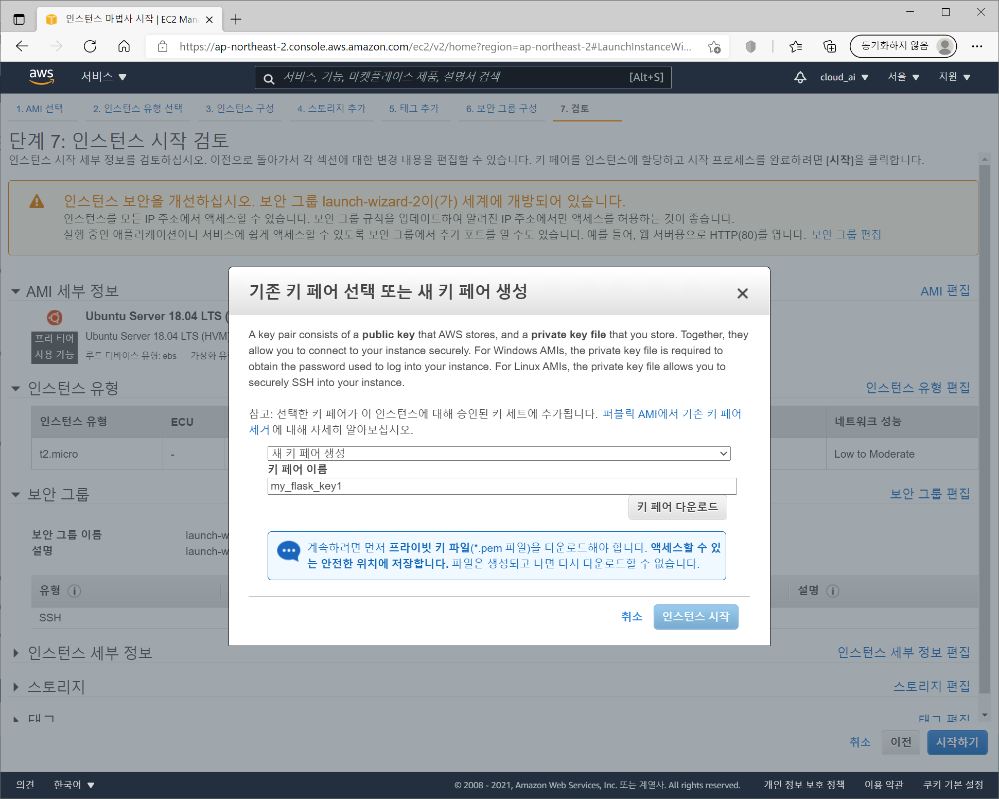 인스턴스 마법사 시작 | EC2 Man
https://ap-northeast-2.console.aws.amazon.com/ec2/v2/home?region=ap-northeast-2#LaunchInstanceWi...
동기화하지 않음
aws
서비스
서비스, 기능, 마켓플레이스 제품, 설명서 검색
[Alt+S]
cloud_ai
서울
지원
1. AMI 선택
2. 인스턴스 유형 선택
3. 인스턴스 구성
4. 스토리지 추가
5. 태그 추가
6. 보안 그룹 구성
7. 검토
단계 7: 인스턴스 시작 검토
인스턴스 시작 세부 정보를 검토하십시오. 이전으로 돌아가서 각 섹션에 대한 변경 내용을 편집할 수 있습니다. 키 페어를 인스턴스에 할당하고 시작 프로세스를 완료하려면 [시작]을 클릭합니다.
인스턴스 보안을 개선하십시오. 보안 그룹 launch-wizard-2이(가) 세계에 개방되어 있습니다.
인스턴스를 모든 IP 주소에서 액세스할 수 있습니다. 보안 그룹 규칙을 업데이트하여 알려진 IP 주소에서만 액세스를 허용하는 것이 좋습니다.
실행 중인 애플리케이션이나 서비스에 쉽게 액세스할 수 있도록 보안 그룹에서 추가 포트를 열 수도 있습니다. 예를 들어, 웹 서버용으로 HTTP(80)를 엽니다. 보안 그룹 편집
AMI 세부 정보
AMI 편집
Ubuntu Server 18.04 LTS (
프리 티어
사용 가능
Ubuntu Server 18.04 LTS (HVM)
루트 디바이스 유형: ebs 가상화 유
인스턴스 유형
인스턴스 유형 편집
인스턴스 유형
ECU
네트워크 성능
t2.micro
-
Low to Moderate
보안 그룹
보안 그룹 편집
보안 그룹 이름
launch-w
설명
launch-w
유형
설명
SSH
인스턴스 세부 정보
인스턴스 세부 정보 편집
스토리지
스토리지 편집
태그
태그 편집
기존 키 페어 선택 또는 새 키 페어 생성
A key pair consists of a public key that AWS stores, and a private key file that you store. Together, they
allow you to connect to your instance securely. For Windows AMIs, the private key file is required to
obtain the password used to log into your instance. For Linux AMIs, the private key file allows you to
securely SSH into your instance.
참고: 선택한 키 페어가 이 인스턴스에 대해 승인된 키 세트에 추가됩니다. 퍼블릭 AMI에서 기존 키 페어
제거 에 대해 자세히 알아보십시오.
새 키 페어 생성
키 페어 이름
my_flask_key1
키 페어 다운로드
계속하려면 먼저 프라이빗 키 파일(*.pem 파일)을 다운로드해야 합니다. 액세스할 수 있
는 안전한 위치에 저장합니다. 파일은 생성되고 나면 다시 다운로드할 수 없습니다.
취소
인스턴스 시작
취소
이전
시작하기
의견
한국어
© 2008 - 2021, Amazon Web Services, Inc. 또는 계열사. All rights reserved.
개인 정보 보호 정책
이용 약관
쿠키 기본 설정